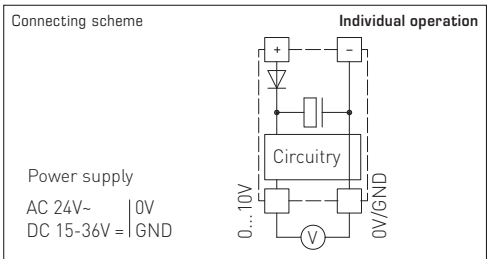 Connecting scheme
Individual operation
+ −
Circuitry
Power supply
AC 24V~ 0V
DC 15-36V = GND
0...10V
0V/GND
V